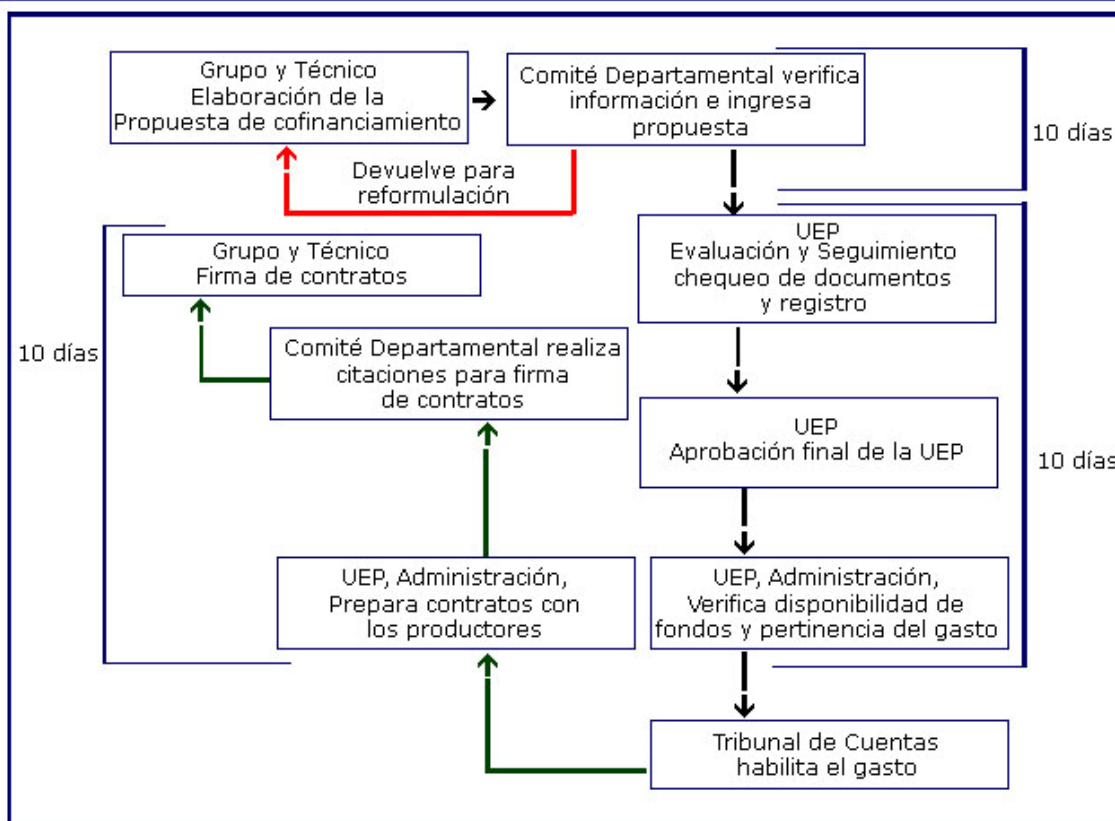 Grupo y Técnico
Elaboración de la
Propuesta de cofinanciamiento
Comité Departamental verifica
información e ingresa
propuesta
10 días
Devuelve para
reformulación
UEP
Evaluación y Seguimiento
chequeo de documentos
y registro
UEP
Aprobación final de la UEP
10 días
UEP, Administración,
Verifica disponibilidad de
fondos y pertinencia del gasto
Tribunal de Cuentas
habilita el gasto
UEP, Administración,
Prepara contratos con
los productores
Comité Departamental realiza
citaciones para firma
de contratos
Grupo y Técnico
Firma de contratos
10 días